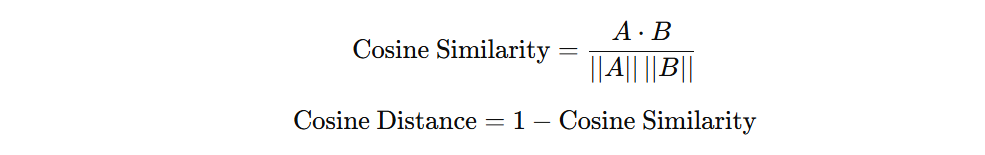 Cosine Similarity = A · B / ||A|| ||B||
Cosine Distance = 1 − Cosine Similarity